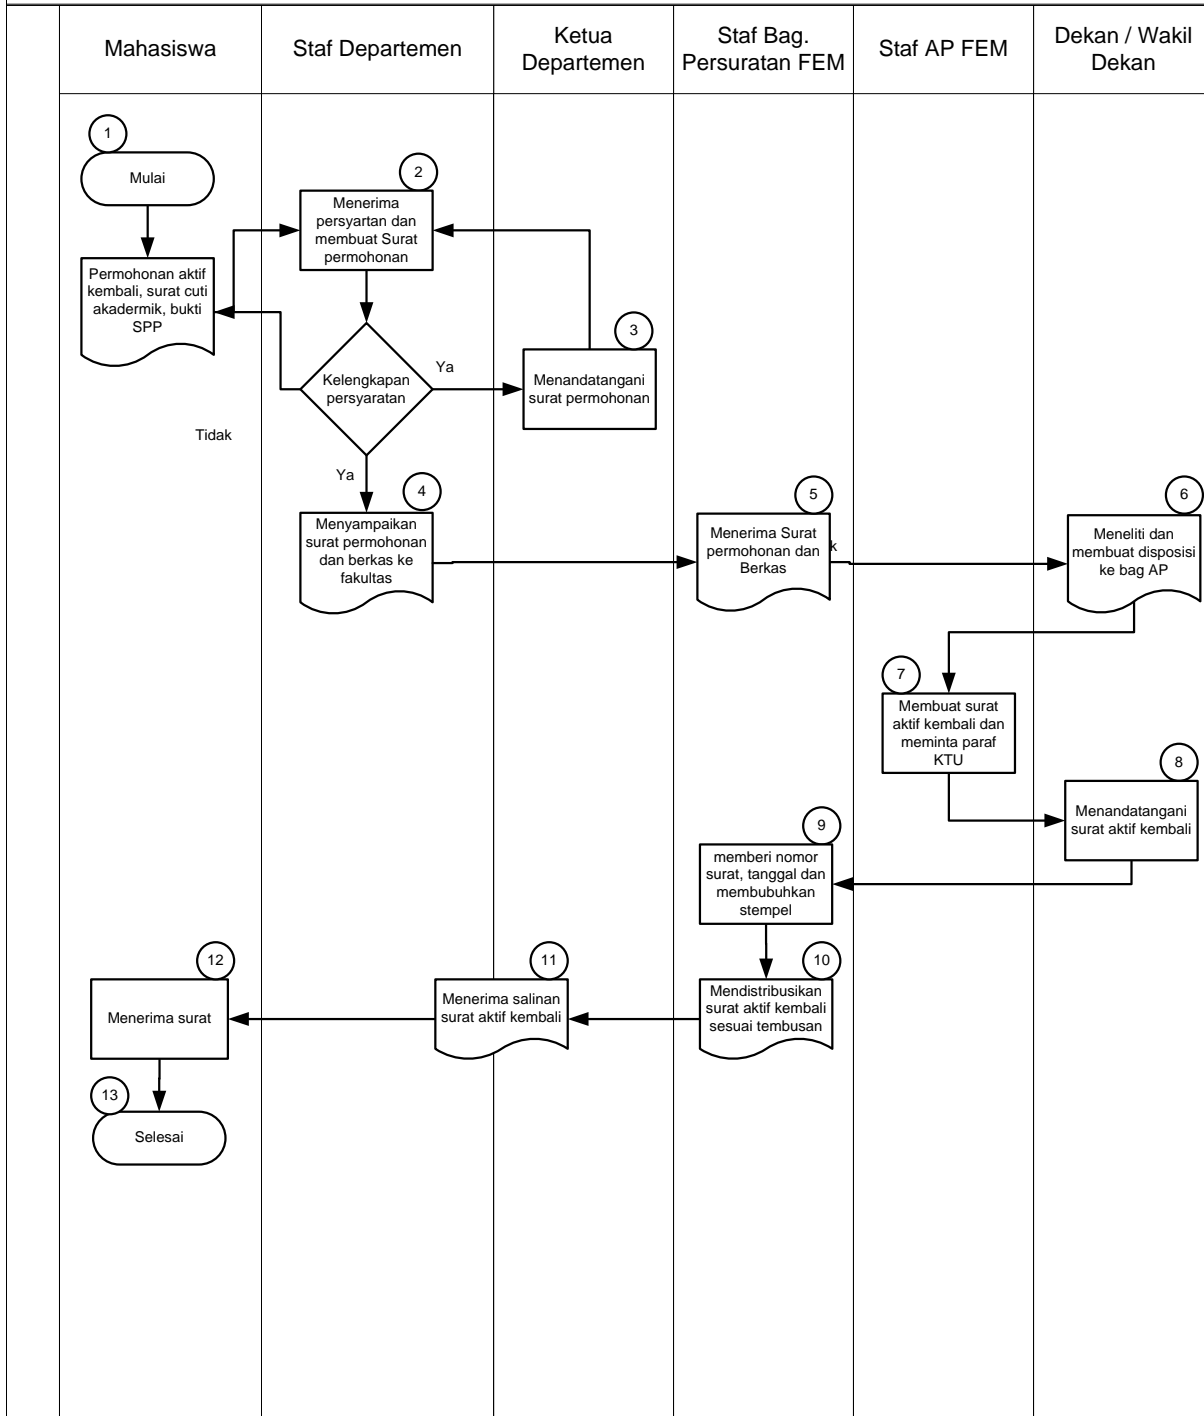 Mahasiswa
Staf Departemen
Ketua
Departemen
Staf Bag.
Persuratan FEM
Staf AP FEM
Dekan / Wakil
Dekan
1
Mulai
2
Menerima
persyartan dan
membuat Surat
permohonan
Permohonan aktif
kembali, surat cuti
akadermik, bukti
SPP
3
Ya
Kelengkapan
persyaratan
Menandatangani
surat permohonan
Tidak
Ya
4
Menyampaikan
surat permohonan
dan berkas ke
fakultas
5
Menerima Surat
permohonan dan
Berkas
k
6
Meneliti dan
membuat disposisi
ke bag AP
7
Membuat surat
aktif kembali dan
meminta paraf
KTU
8
Menandatangani
surat aktif kembali
9
memberi nomor
surat, tanggal dan
membubuhkan
stempel
10
Mendistribusikan
surat aktif kembali
sesuai tembusan
11
Menerima salinan
surat aktif kembali
12
Menerima surat
13
Selesai